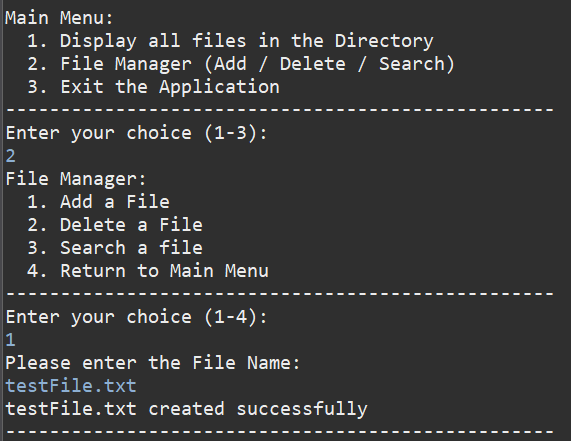 Main Menu:
  1. Display all files in the Directory
  2. File Manager (Add / Delete / Search)
  3. Exit the Application
--------------------------------------------------
Enter your choice (1-3):
2
File Manager:
  1. Add a File
  2. Delete a File
  3. Search a file
  4. Return to Main Menu
--------------------------------------------------
Enter your choice (1-4):
1
Please enter the File Name:
testFile.txt
testFile.txt created successfully
--------------------------------------------------